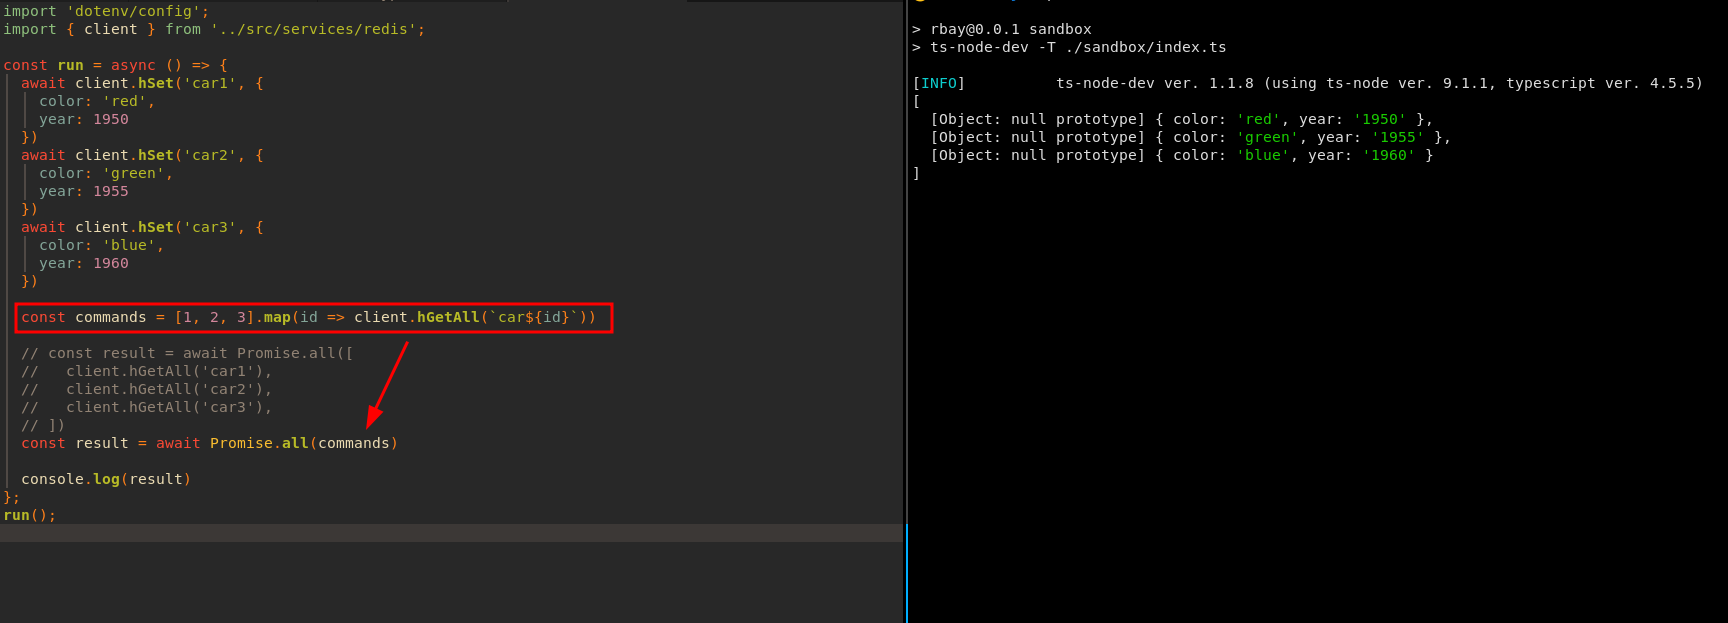 import 'dotenv/config';
import { client } from '../src/services/redis';
const run = async () => {
  await client.hSet('car1', {
    color: 'red',
    year: 1950
  })
  await client.hSet('car2', {
    color: 'green',
    year: 1955
  })
  await client.hSet('car3', {
    color: 'blue',
    year: 1960
  })
  const commands = [1, 2, 3].map(id => client.hGetAll(`car${id}`))
  // const result = await Promise.all([
  //   client.hGetAll('car1'),
  //   client.hGetAll('car2'),
  //   client.hGetAll('car3'),
  // ])
  const result = await Promise.all(commands)
  console.log(result)
};
run();
> rbay@0.0.1 sandbox
> ts-node-dev -T ./sandbox/index.ts
[INFO]          ts-node-dev ver. 1.1.8 (using ts-node ver. 9.1.1, typescript ver. 4.5.5)
[
  [Object: null prototype] { color: 'red', year: '1950' },
  [Object: null prototype] { color: 'green', year: '1955' },
  [Object: null prototype] { color: 'blue', year: '1960' }
]